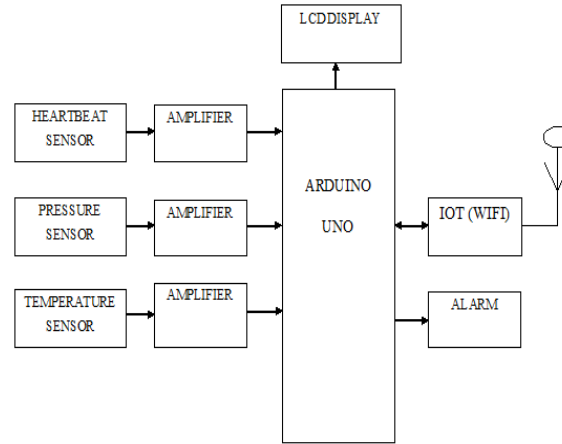 LCDDISPLAY
HEARTBEAT
SENSOR
AMPLIFIER
PRESSURE
SENSOR
AMPLIFIER
TEMPERATURE
SENSOR
AMPLIFIER
ARDUINO
UNO
IOT (WIFI)
ALARM